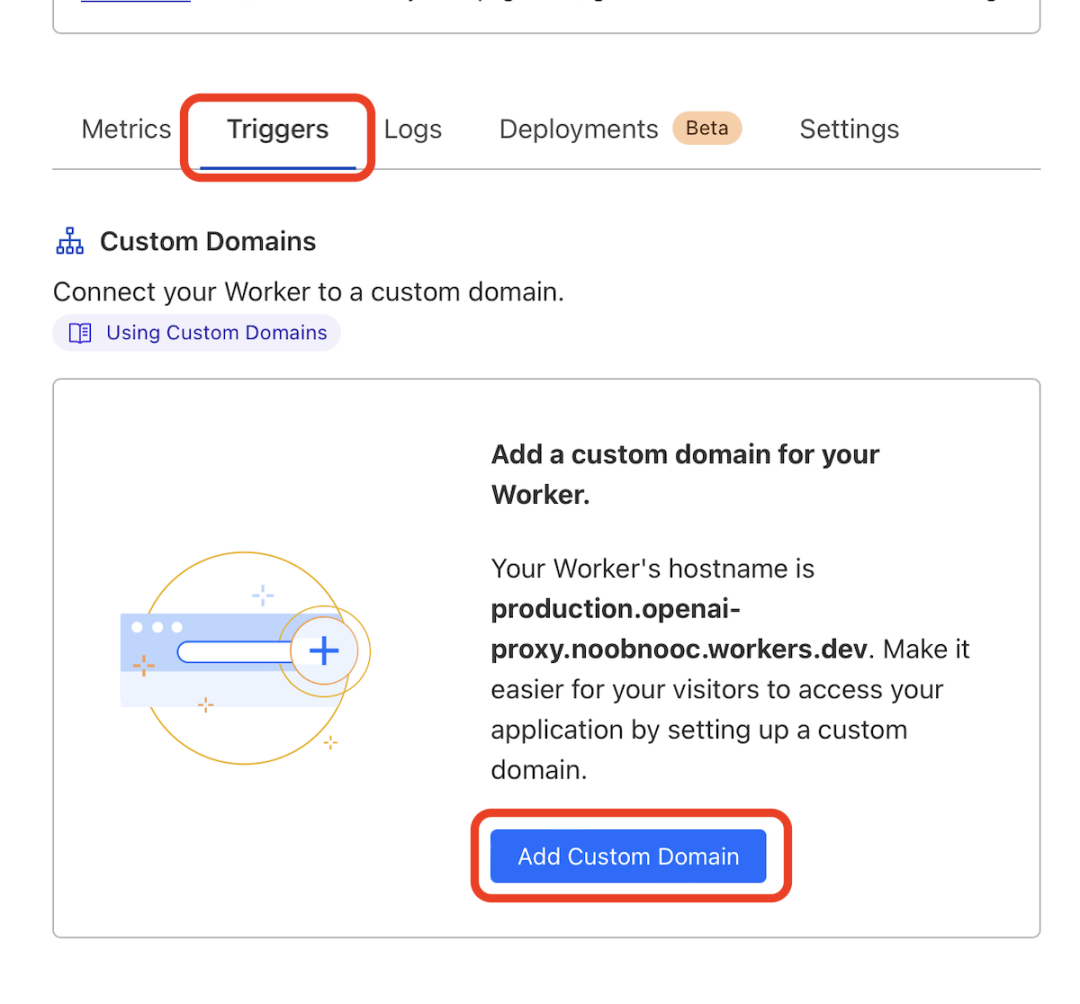 Metrics Triggers Logs Deployments Beta Settings
Custom Domains
Connect your Worker to a custom domain.
Using Custom Domains
Add a custom domain for your
Worker.
Your Worker's hostname is
production.openai-
proxy.noobnooc.workers.dev. Make it
easier for your visitors to access your
application by setting up a custom
domain.
Add Custom Domain